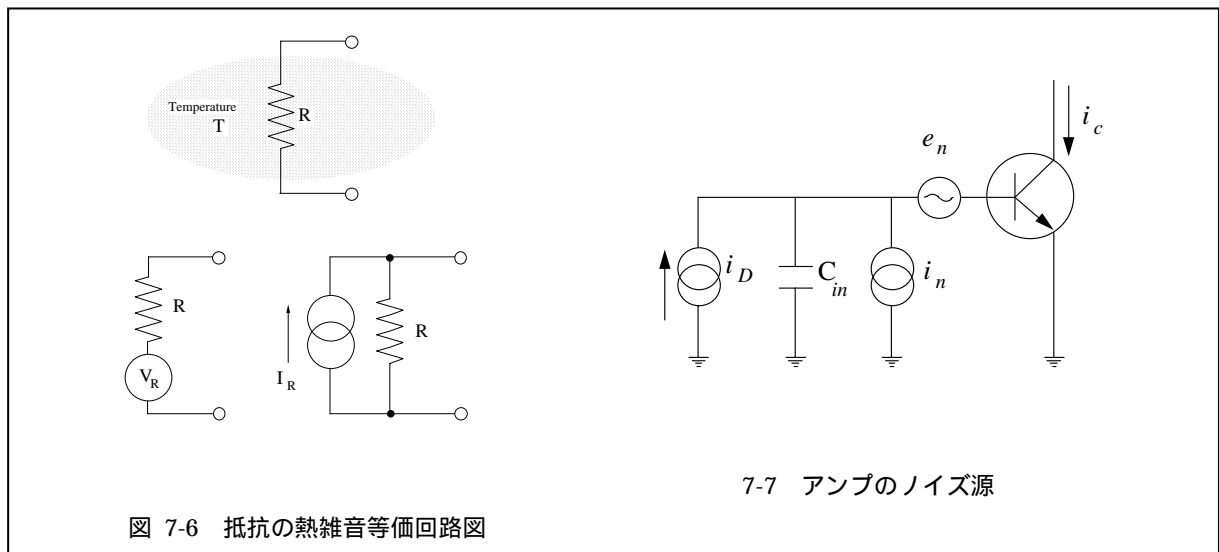 Temperature
T
R
R
V_R
I_R
R
図 7-6 抵抗の熱雑音等価回路図
e_n
i_c
i_D
C_in
i_n
7-7 アンプのノイズ源